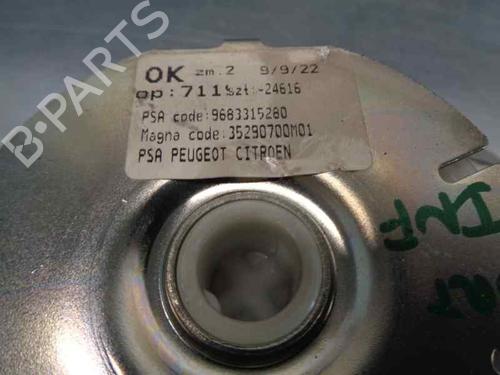 OK zm.2 9/9/22
op:711 szt:-24616
PSA code:9683315280
Magna code:35290700M01
PSA PEUGEOT CITROEN
B-PARTS
INF